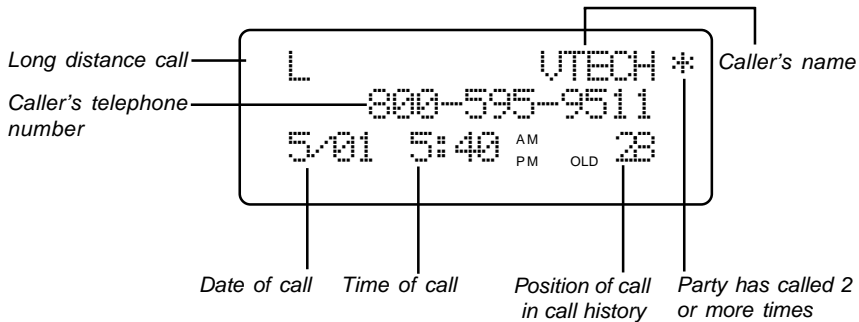 Long distance call
L VTECH *
Caller's name
Caller's telephone
number
800-595-9511
5/01 5:40 AM PM OLD 28
Date of call
Time of call
Position of call
in call history
Party has called 2
or more times